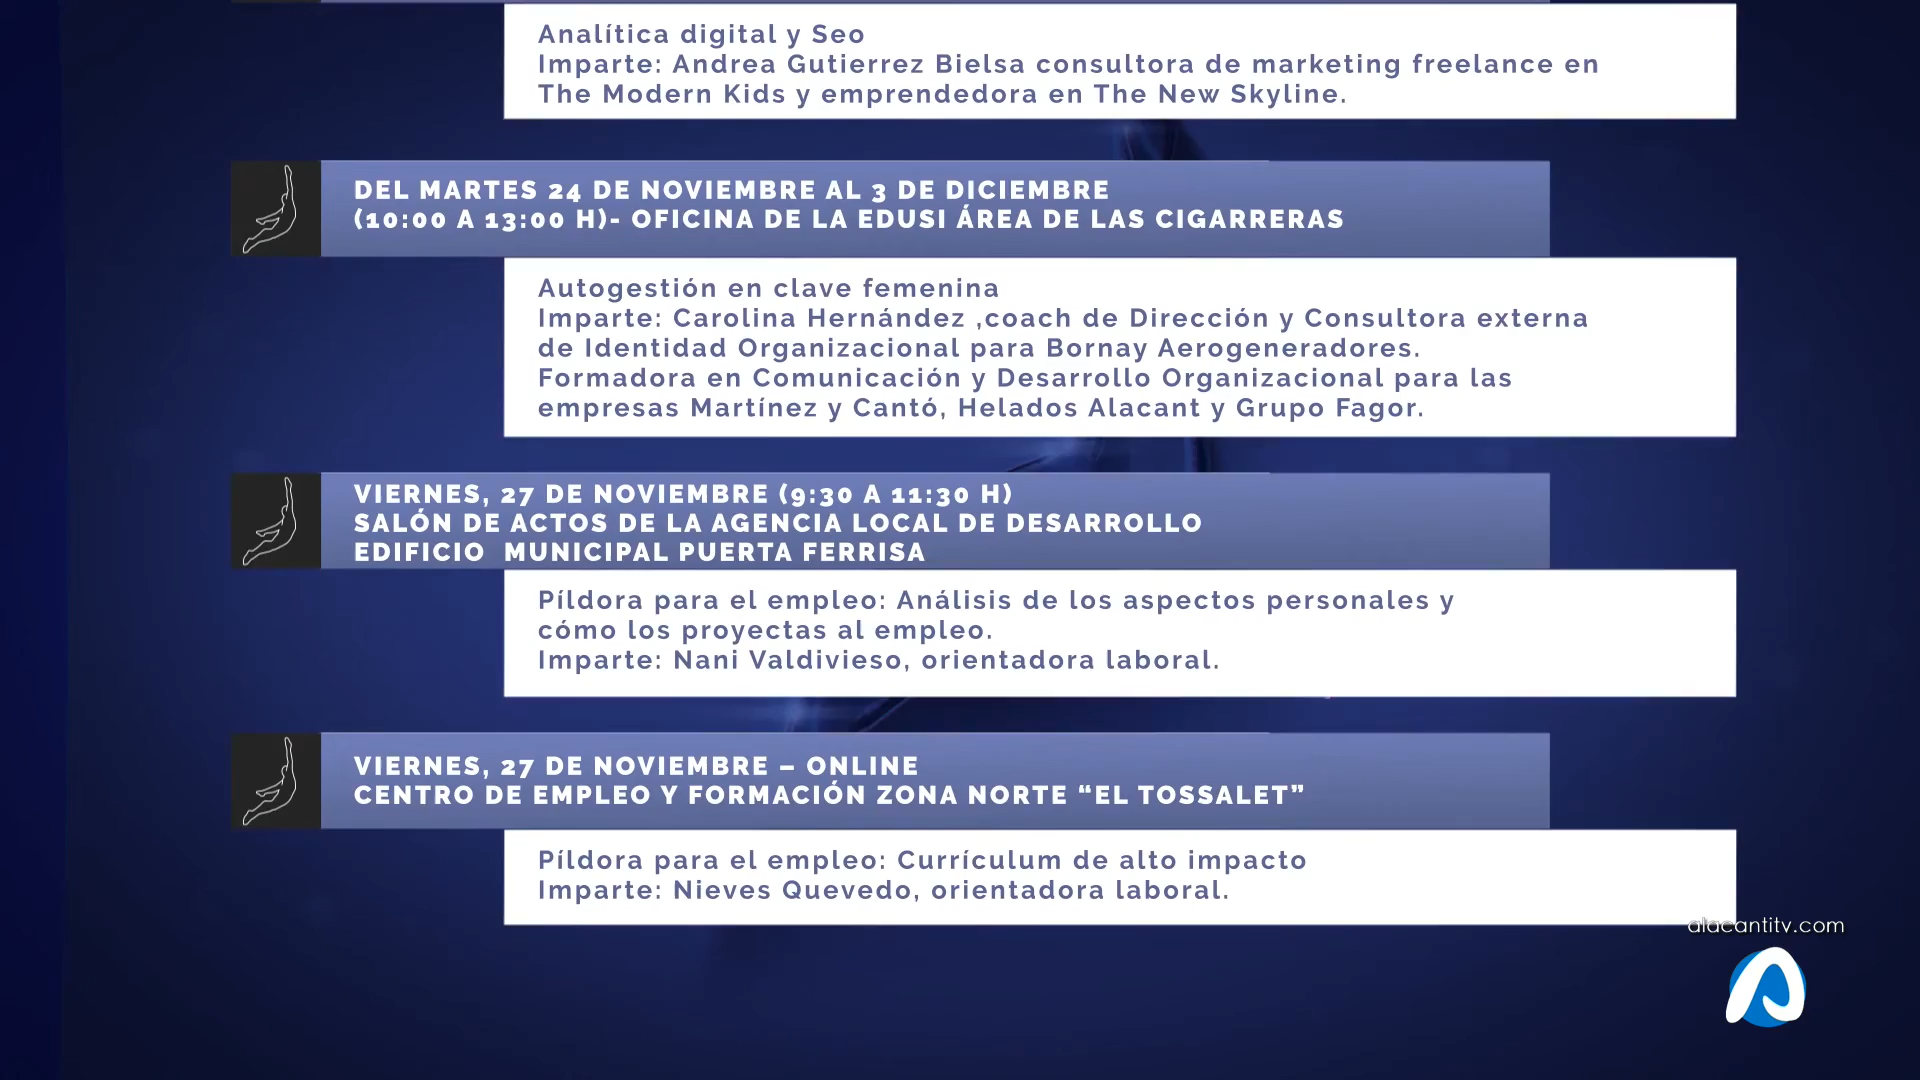 Analítica digital y Seo
Imparte: Andrea Gutierrez Bielsa consultora de marketing freelance en
The Modern Kids y emprendedora en The New Skyline.
DEL MARTES 24 DE NOVIEMBRE AL 3 DE DICIEMBRE
(10:00 A 13:00 H)- OFICINA DE LA EDUSI ÁREA DE LAS CIGARRERAS
Autogestión en clave femenina
Imparte: Carolina Hernández ,coach de Dirección y Consultora externa
de Identidad Organizacional para Bornay Aerogeneradores.
Formadora en Comunicación y Desarrollo Organizacional para las
empresas Martínez y Cantó, Helados Alacant y Grupo Fagor.
VIERNES, 27 DE NOVIEMBRE (9:30 A 11:30 H)
SALÓN DE ACTOS DE LA AGENCIA LOCAL DE DESARROLLO
EDIFICIO  MUNICIPAL PUERTA FERRISA
Píldora para el empleo: Análisis de los aspectos personales y
cómo los proyectas al empleo.
Imparte: Nani Valdivieso, orientadora laboral.
VIERNES, 27 DE NOVIEMBRE – ONLINE
CENTRO DE EMPLEO Y FORMACIÓN ZONA NORTE “EL TOSSALET”
Píldora para el empleo: Currículum de alto impacto
Imparte: Nieves Quevedo, orientadora laboral.
alacantitv.com